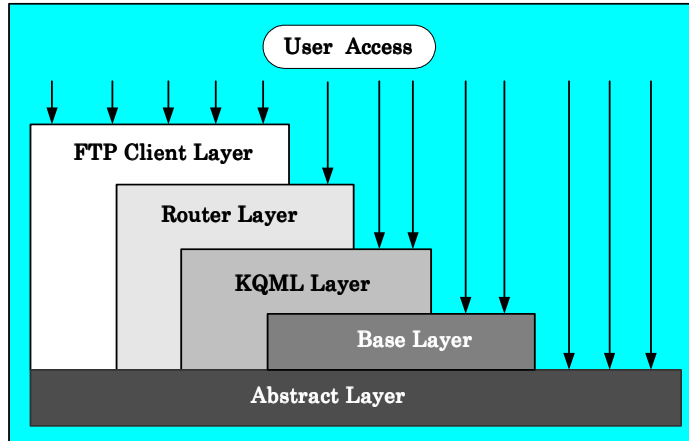 User Access
FTP Client Layer
Router Layer
KQML Layer
Base Layer
Abstract Layer